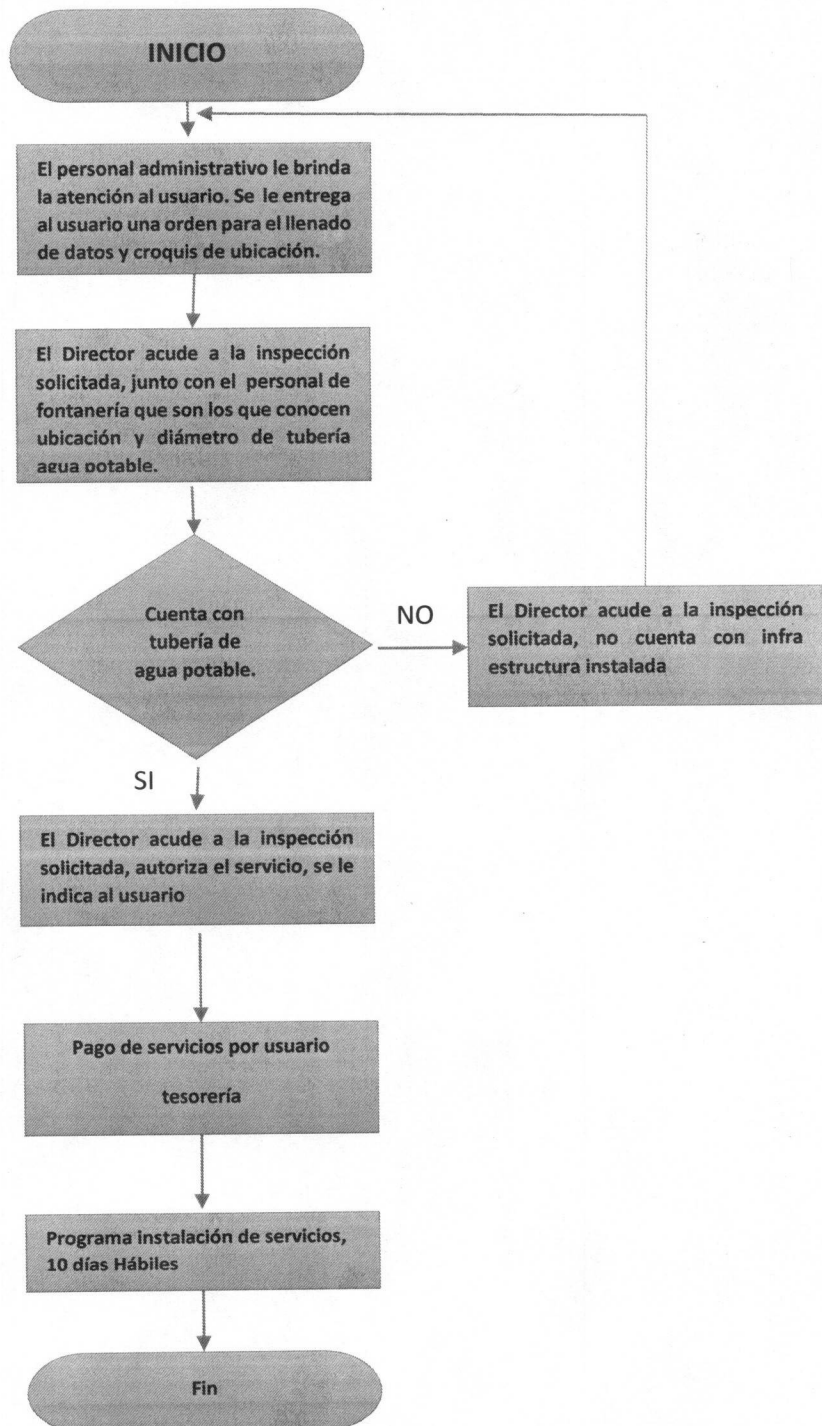 INICIO
El personal administrativo le brinda
la atención al usuario. Se le entrega
al usuario una orden para el llenado
de datos y croquis de ubicación.
El Director acude a la inspección
solicitada, junto con el personal de
fontanería que son los que conocen
ubicación y diámetro de tubería
agua potable.
Cuenta con
tubería de
agua potable.
NO
El Director acude a la inspección
solicitada, no cuenta con infra
estructura instalada
SI
El Director acude a la inspección
solicitada, autoriza el servicio, se le
indica al usuario
Pago de servicios por usuario
tesorería
Programa instalación de servicios,
10 días Hábiles
Fin